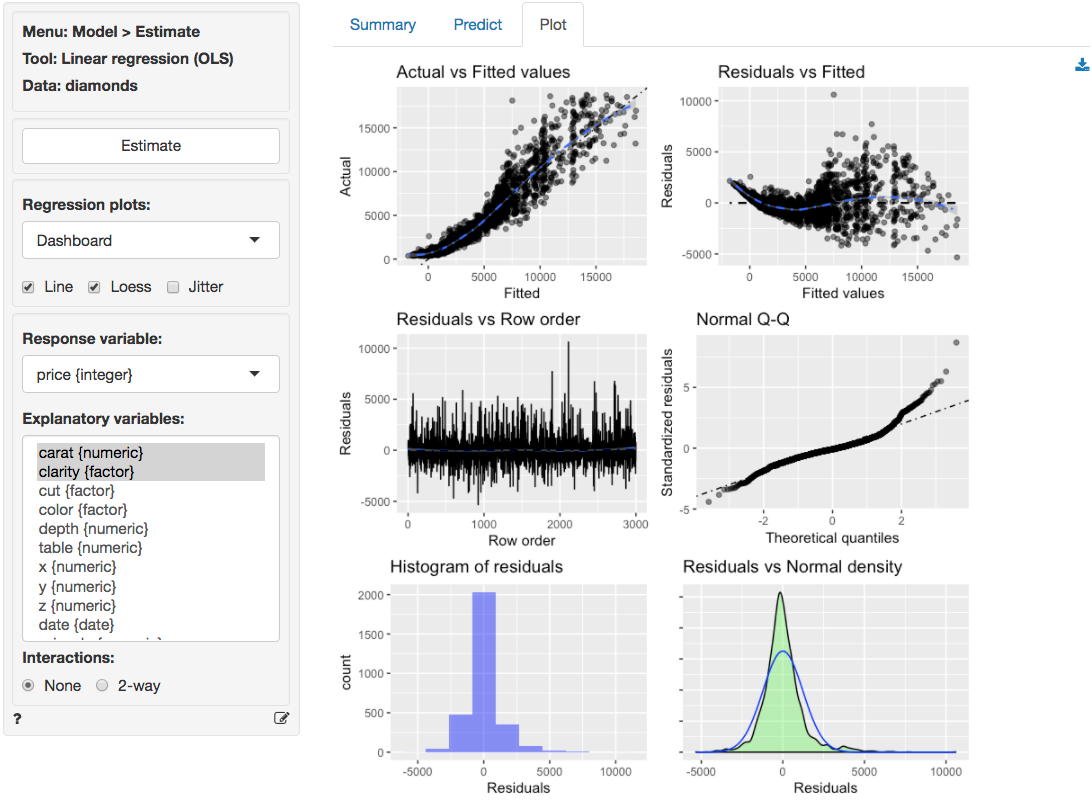 Menu: Model > Estimate
Tool: Linear regression (OLS)
Data: diamonds
Estimate
Regression plots:
Dashboard
Line Loess Jitter
Response variable:
price {integer}
Explanatory variables:
carat {numeric}
clarity {factor}
cut {factor}
color {factor}
depth {numeric}
table {numeric}
x {numeric}
y {numeric}
z {numeric}
date {date}
Interactions:
None 2-way
?
Summary Predict Plot
Actual vs Fitted values
Actual
15000
10000
5000
0
0 5000 10000 15000
Fitted
Residuals vs Fitted
Residuals
10000
5000
0
-5000
0 5000 10000 15000
Fitted values
Residuals vs Row order
Residuals
10000
5000
0
-5000
0 1000 2000 3000
Row order
Normal Q-Q
Standardized residuals
5
0
-5
-2 0 2
Theoretical quantiles
Histogram of residuals
count
2000
1500
1000
500
0
-5000 0 5000 10000
Residuals
Residuals vs Normal density
-5000 0 5000 10000
Residuals